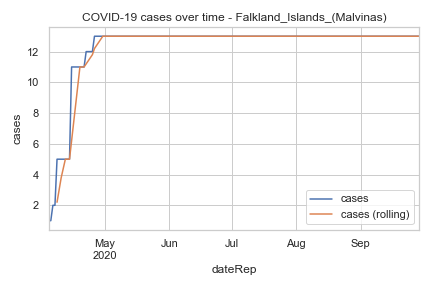 COVID-19 cases over time - Falkland_Islands_(Malvinas)
12
10
8
6
4
2
cases
cases
cases (rolling)
May Jun Jul Aug Sep
2020
dateRep